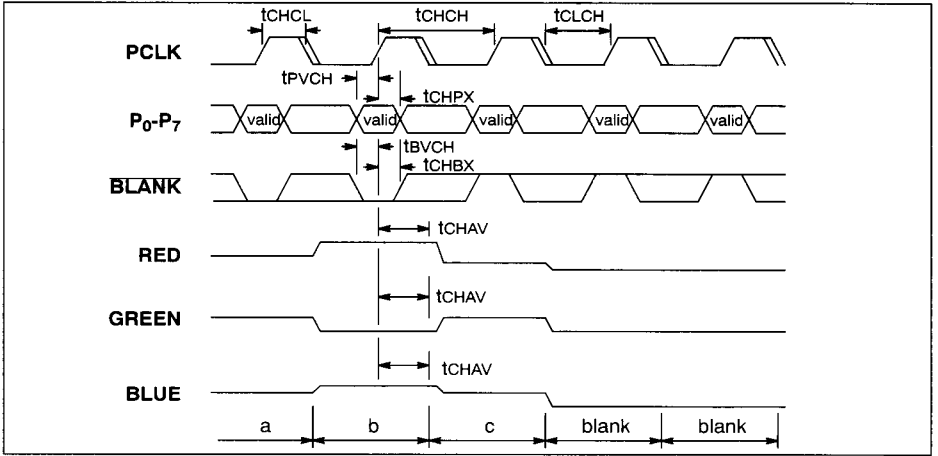 tCHCL tCHCH tCLCH
PCLK
tPVCH
tCHPX
P0-P7 valid valid valid valid valid
tBVCH
tCHBX
BLANK
tCHAV
RED
tCHAV
GREEN
tCHAV
BLUE
a b c blank blank